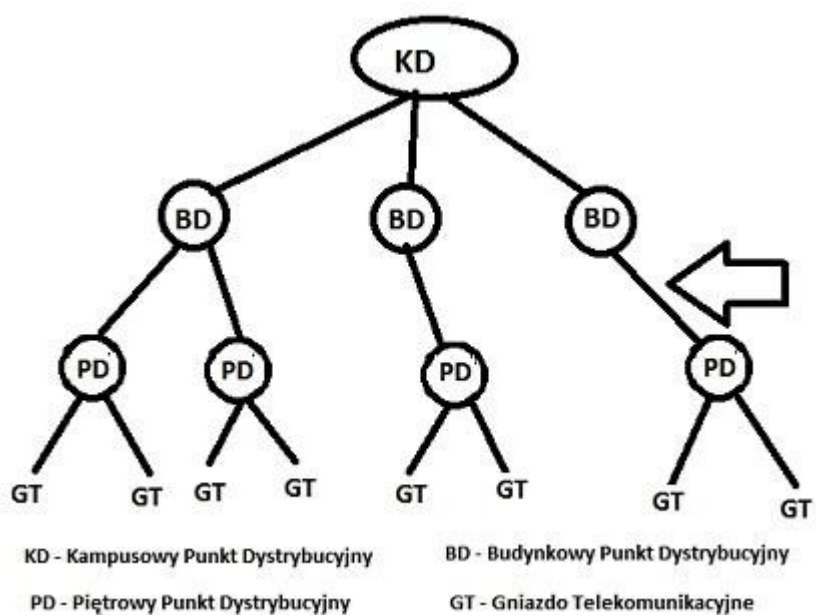 KD
BD BD BD
PD PD PD PD
GT GT GT GT GT GT GT GT
KD - Kampusowy Punkt Dystrybucyjny
BD - Budynkowy Punkt Dystrybucyjny
PD - Piętrowy Punkt Dystrybucyjny
GT - Gniazdo Telekomunikacyjne